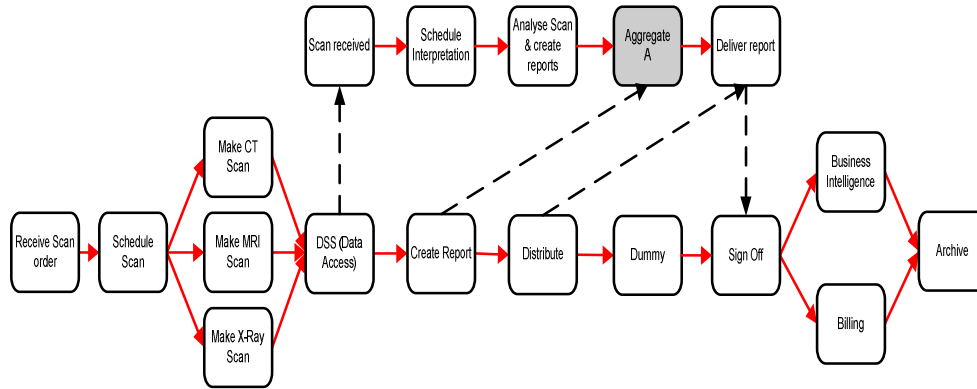 Scan received
Schedule
Interpretation
Analyse Scan
& create
reports
Aggregate
A
Deliver report
Make CT
Scan
Business
Intelligence
Receive Scan
order
Schedule
Scan
Make MRI
Scan
DSS (Data
Access)
Create Report
Distribute
Dummy
Sign Off
Archive
Make X-Ray
Scan
Billing